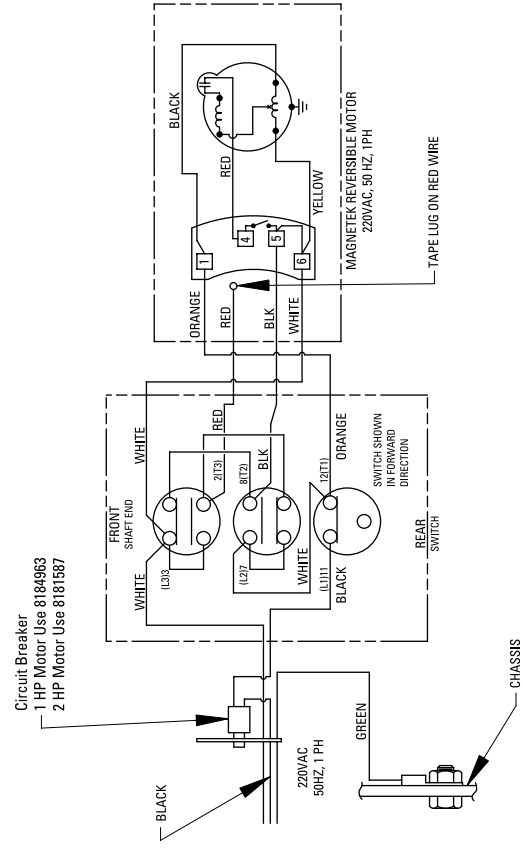 Circuit Breaker
1 HP Motor Use 8184963
2 HP Motor Use 8181587
BLACK
220VAC
50HZ, 1 PH
GREEN
CHASSIS
WHITE
WHITE
FRONT
SHAFT END
(L3)3
2(T3)
RED
(L2)7
8(T2)
BLK
WHITE
(L1)11
12(T1)
BLACK
ORANGE
REAR
SWITCH
SWITCH SHOWN
IN FORWARD
DIRECTION
ORANGE
RED
BLK
WHITE
1
4
5
6
BLACK
RED
YELLOW
MAGNETEK REVERSIBLE MOTOR
220VAC, 50 HZ, 1PH
TAPE LUG ON RED WIRE